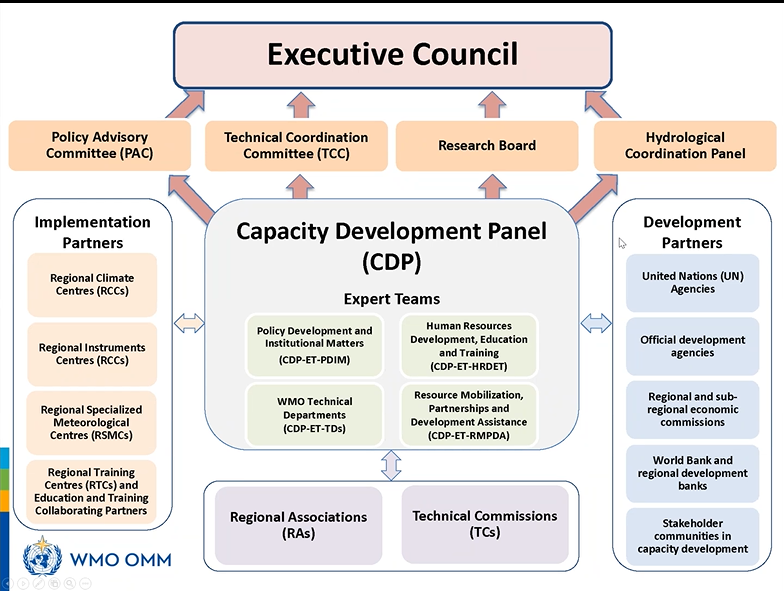 Executive Council
Policy Advisory
Committee (PAC)
Technical Coordination
Committee (TCC)
Research Board
Hydrological
Coordination Panel
Implementation
Partners
Regional Climate
Centres (RCCs)
Regional Instruments
Centres (RCCs)
Regional Specialized
Meteorological
Centres (RSMCs)
Regional Training
Centres (RTCs) and
Education and Training
Collaborating Partners
Capacity Development Panel
(CDP)
Expert Teams
Policy Development and
Institutional Matters
(CDP-ET-PDIM)
Human Resources
Development, Education
and Training
(CDP-ET-HRDET)
WMO Technical
Departments
(CDP-ET-TDs)
Resource Mobilization,
Partnerships and
Development Assistance
(CDP-ET-RMPDA)
Regional Associations
(RAs)
Technical Commissions
(TCs)
Development
Partners
United Nations (UN)
Agencies
Official development
agencies
Regional and sub-
regional economic
commissions
World Bank and
regional development
banks
Stakeholder
communities in
capacity development
WMO OMM